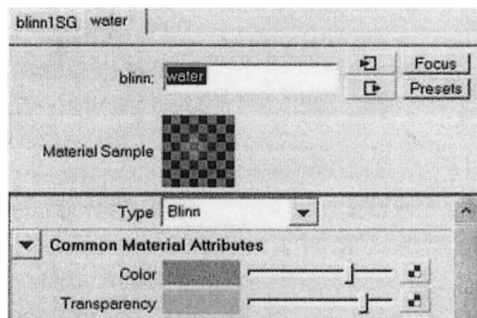 blinn1SG water
blinn: water Focus
Presets
Material Sample
Type Blinn
Common Material Attributes
Color
Transparency